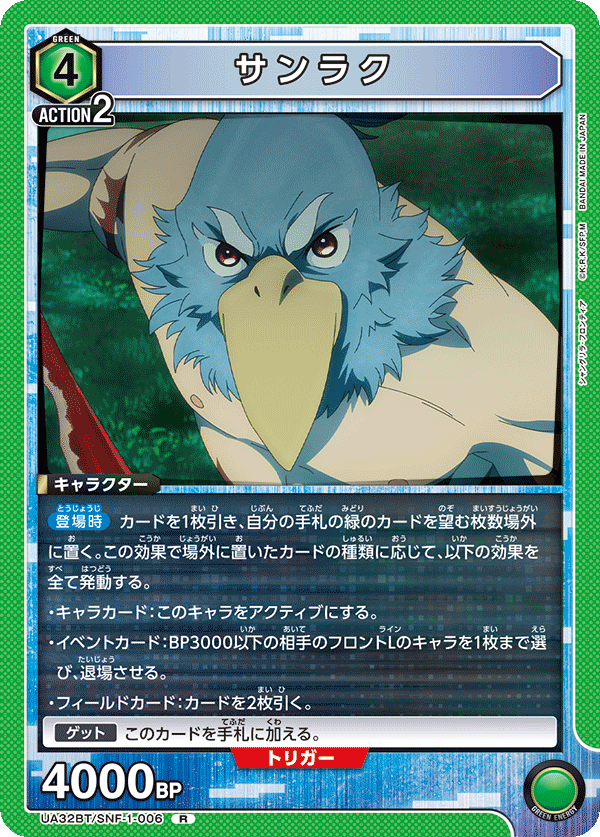 GREEN
4
ACTION2
サンラク
BANDAI MADE IN JAPAN
©K.R.K/SFP.M
シャングリラ・フロンティア
キャラクター
登場時 カードを1枚引き、自分の手札の緑のカードを望む枚数場外
に置く。この効果で場外に置いたカードの種類に応じて、以下の効果を
全て発動する。
・キャラカード：このキャラをアクティブにする。
・イベントカード：BP3000以下の相手のフロントLのキャラを1枚まで選
び、退場させる。
・フィールドカード：カードを2枚引く。
ゲット このカードを手札に加える。
トリガー
4000BP
UA32BT/SNF-1-006 R
GREEN ENERGY